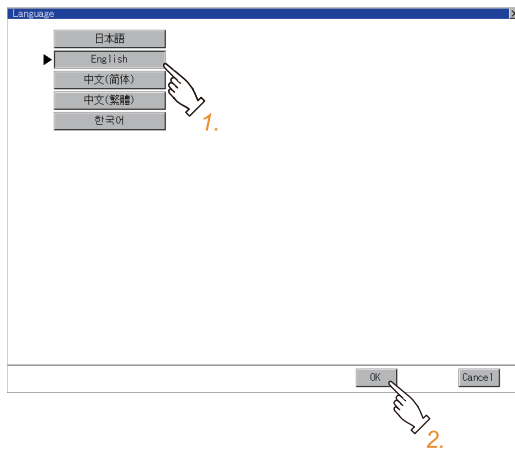 Language
日本語
English
中文(简体)
中文(繁體)
한국어
1.
OK
Cancel
2.